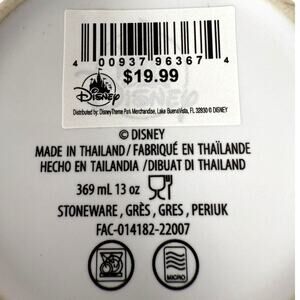 4 00937 96367 4
$19.99
Disney
Distributed by: Disney Theme Park Merchandise, Lake Buena Vista, FL 32830 © DISNEY
© DISNEY
MADE IN THAILAND / FABRIQUÉ EN THAÏLANDE
HECHO EN TAILANDIA / DIBUAT DI THAILAND
369 mL 13 oz
STONEWARE , GRÈS , GRES , PERIUK
FAC-014182-22007
MICRO